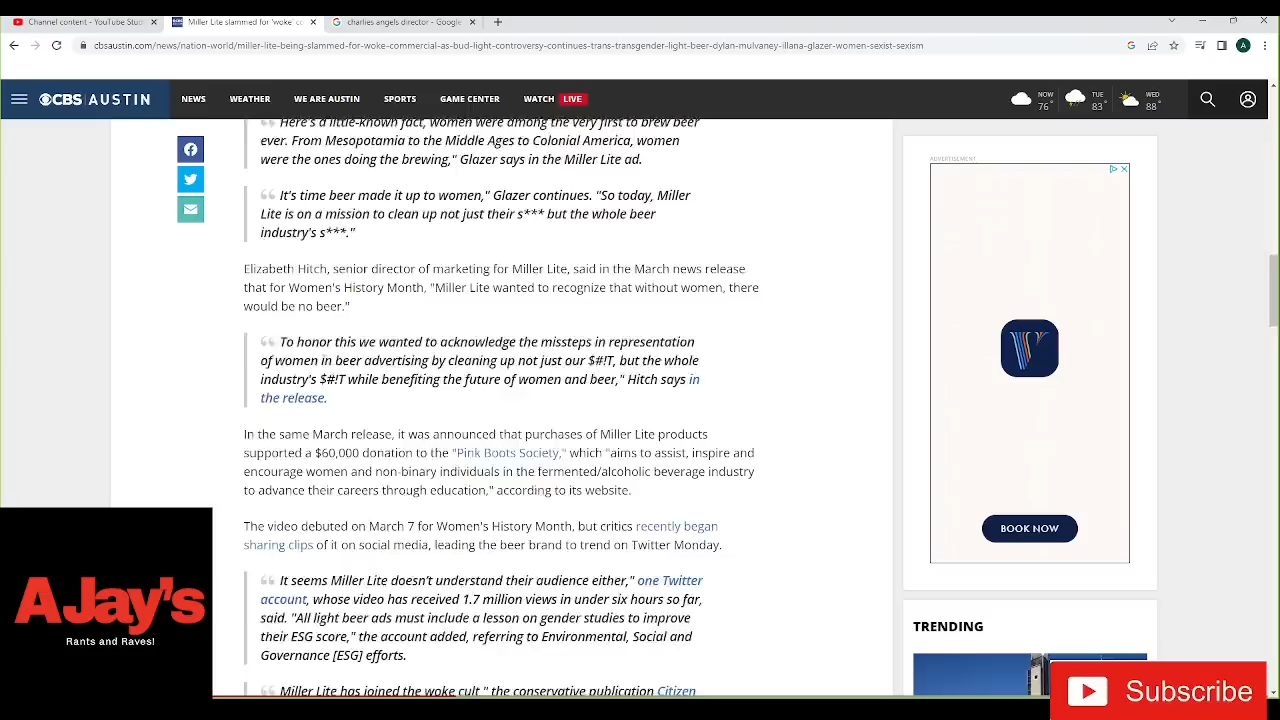 Channel content - YouTube Stud
Miller Lite slammed for 'woke' com
charlies angels director - Google
cbsaustin.com/news/nation-world/miller-lite-being-slammed-for-woke-commercial-as-bud-light-controversy-continues-trans-transgender-light-beer-dylan-mulvaney-illana-glazer-women-sexist-sexism
A
CBS AUSTIN
NEWS
WEATHER
WE ARE AUSTIN
SPORTS
GAME CENTER
WATCH LIVE
NOW 76°
TUE 83°
WED 88°
Here's a little-known fact, women were among the very first to brew beer
ever. From Mesopotamia to the Middle Ages to Colonial America, women
were the ones doing the brewing," Glazer says in the Miller Lite ad.
It's time beer made it up to women," Glazer continues. "So today, Miller
Lite is on a mission to clean up not just their s*** but the whole beer
industry's s***."
Elizabeth Hitch, senior director of marketing for Miller Lite, said in the March news release
that for Women's History Month, "Miller Lite wanted to recognize that without women, there
would be no beer."
To honor this we wanted to acknowledge the missteps in representation
of women in beer advertising by cleaning up not just our $#!T, but the whole
industry's $#!T while benefiting the future of women and beer," Hitch says in
the release.
In the same March release, it was announced that purchases of Miller Lite products
supported a $60,000 donation to the "Pink Boots Society," which "aims to assist, inspire and
encourage women and non-binary individuals in the fermented/alcoholic beverage industry
to advance their careers through education," according to its website.
The video debuted on March 7 for Women's History Month, but critics recently began
sharing clips of it on social media, leading the beer brand to trend on Twitter Monday.
It seems Miller Lite doesn't understand their audience either," one Twitter
account, whose video has received 1.7 million views in under six hours so far,
said. "All light beer ads must include a lesson on gender studies to improve
their ESG score," the account added, referring to Environmental, Social and
Governance [ESG] efforts.
Miller Lite has joined the woke cult," the conservative publication Citizen
ADVERTISEMENT
V
BOOK NOW
TRENDING
AJay's
Rants and Raves!
Subscribe